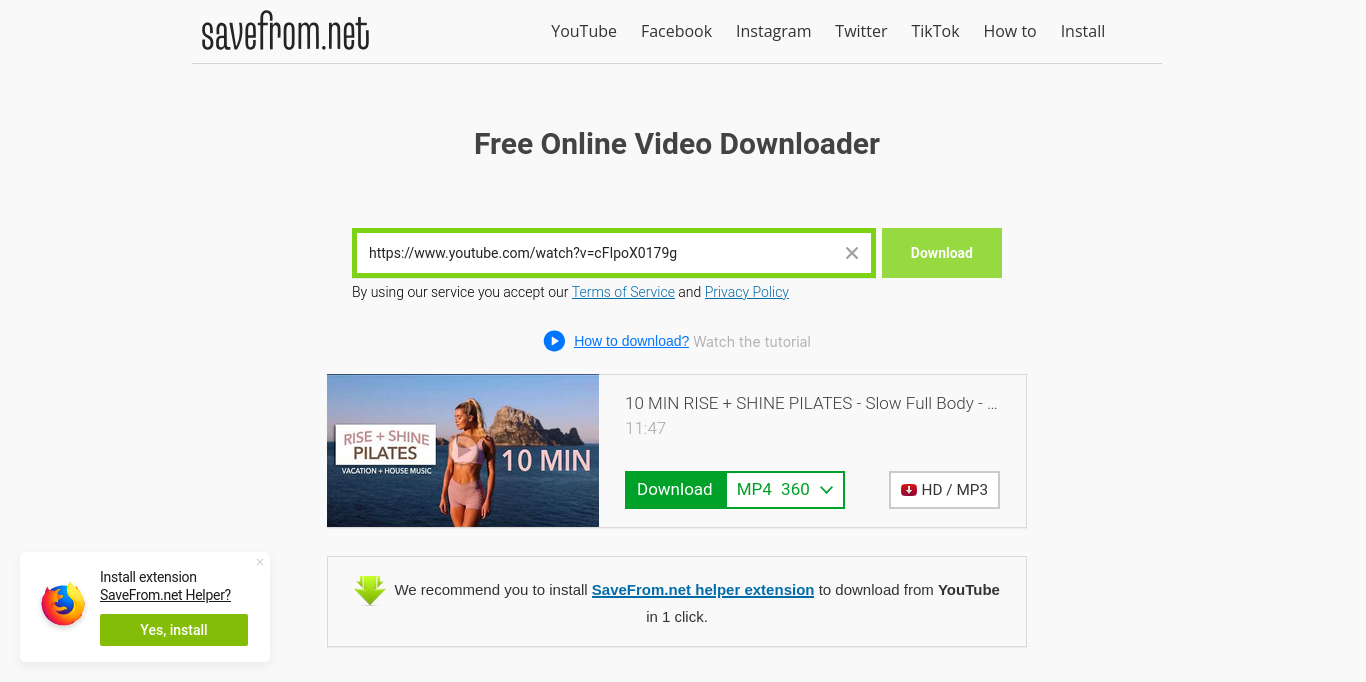 savefrom.net
YouTube Facebook Instagram Twitter TikTok How to Install
Free Online Video Downloader
https://www.youtube.com/watch?v=cFIpoX0179g
Download
By using our service you accept our Terms of Service and Privacy Policy
How to download? Watch the tutorial
RISE + SHINE
PILATES
VACATION + HOUSE MUSIC
10 MIN
10 MIN RISE + SHINE PILATES - Slow Full Body - ...
11:47
Download MP4 360
HD / MP3
We recommend you to install SaveFrom.net helper extension to download from YouTube
in 1 click.
Install extension
SaveFrom.net Helper?
Yes, install